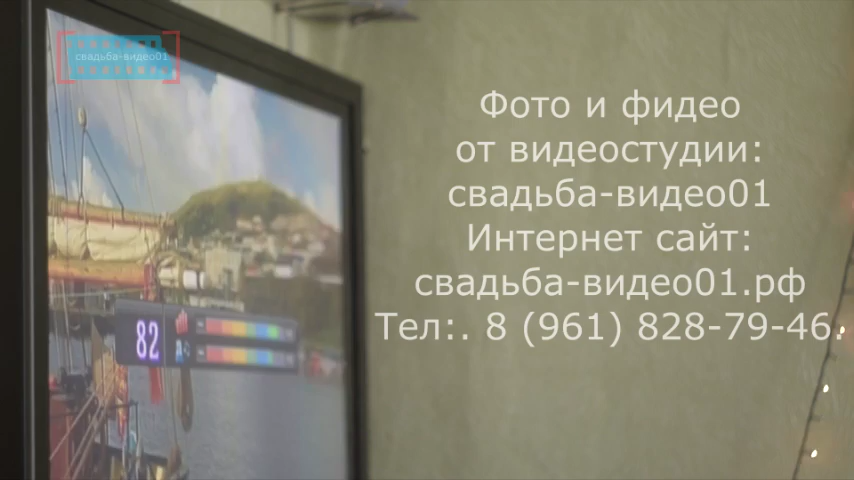 свадьба-видео01
Фото и фидео
от видеостудии:
свадьба-видео01
Интернет сайт:
свадьба-видео01.рф
Тел:. 8 (961) 828-79-46.
82